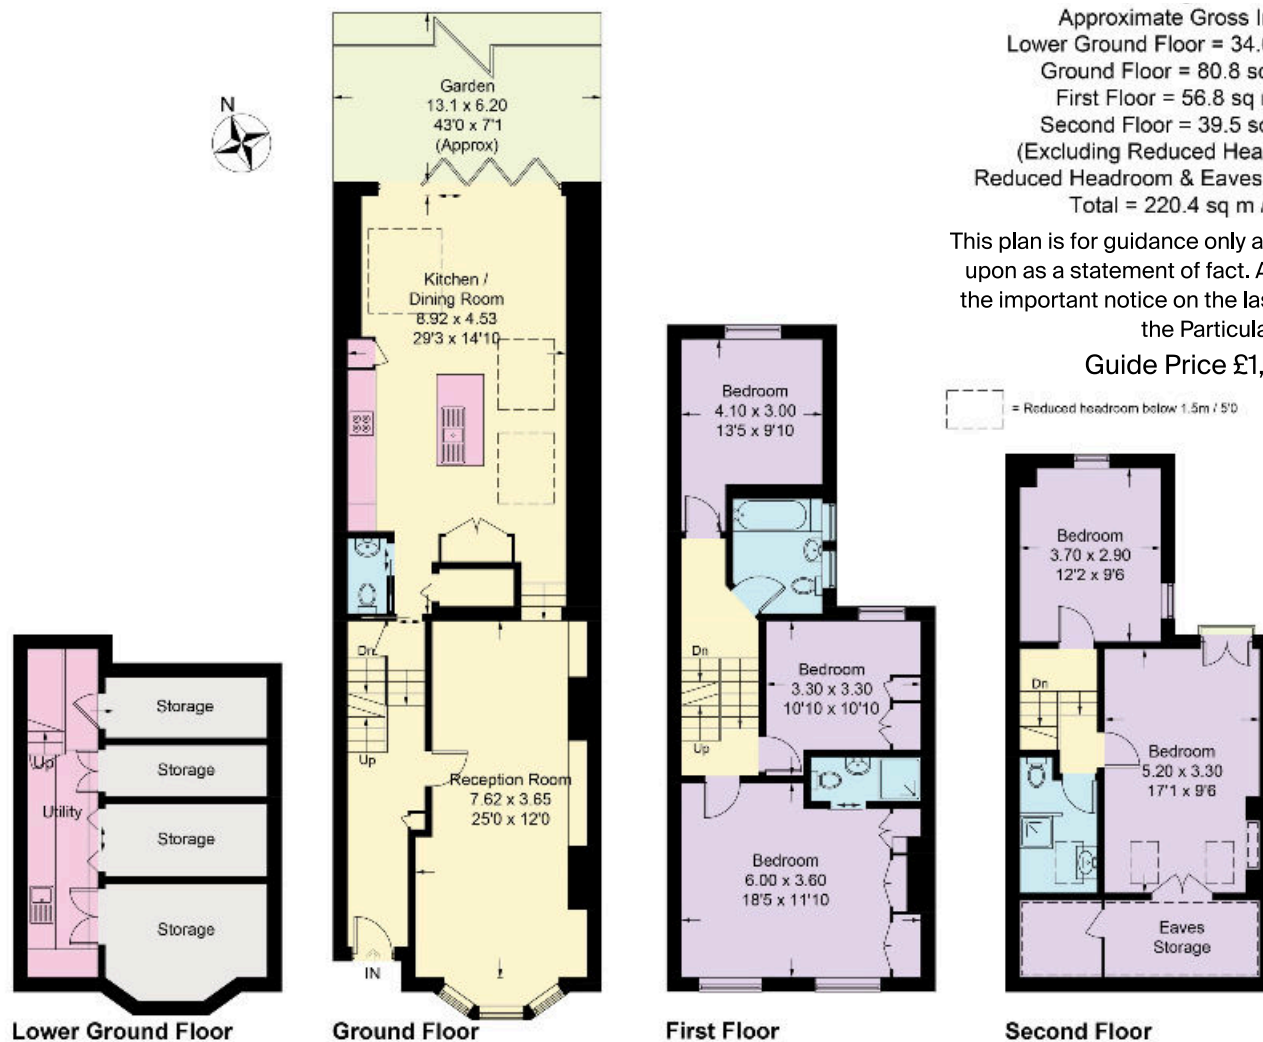 Approximate Gross I
Lower Ground Floor = 34.
Ground Floor = 80.8 sq
First Floor = 56.8 sq
Second Floor = 39.5 sq
(Excluding Reduced Hea
Reduced Headroom & Eaves
Total = 220.4 sq m
This plan is for guidance only a
upon as a statement of fact. A
the important notice on the las
the Particula
Guide Price £1,
= Reduced headroom below 1.5m / 5'0
N
Garden
13.1 x 6.20
43'0 x 7'1
(Approx)
Kitchen /
Dining Room
8.92 x 4.53
29'3 x 14'10
Dn
Up
Reception Room
7.62 x 3.65
25'0 x 12'0
IN
Storage
Storage
Storage
Storage
Up
Utility
Bedroom
4.10 x 3.00
13'5 x 9'10
Dn
Up
Bedroom
3.30 x 3.30
10'10 x 10'10
Bedroom
6.00 x 3.60
18'5 x 11'10
Bedroom
3.70 x 2.90
12'2 x 9'6
Dn
Bedroom
5.20 x 3.30
17'1 x 9'6
Eaves
Storage
Lower Ground Floor
Ground Floor
First Floor
Second Floor